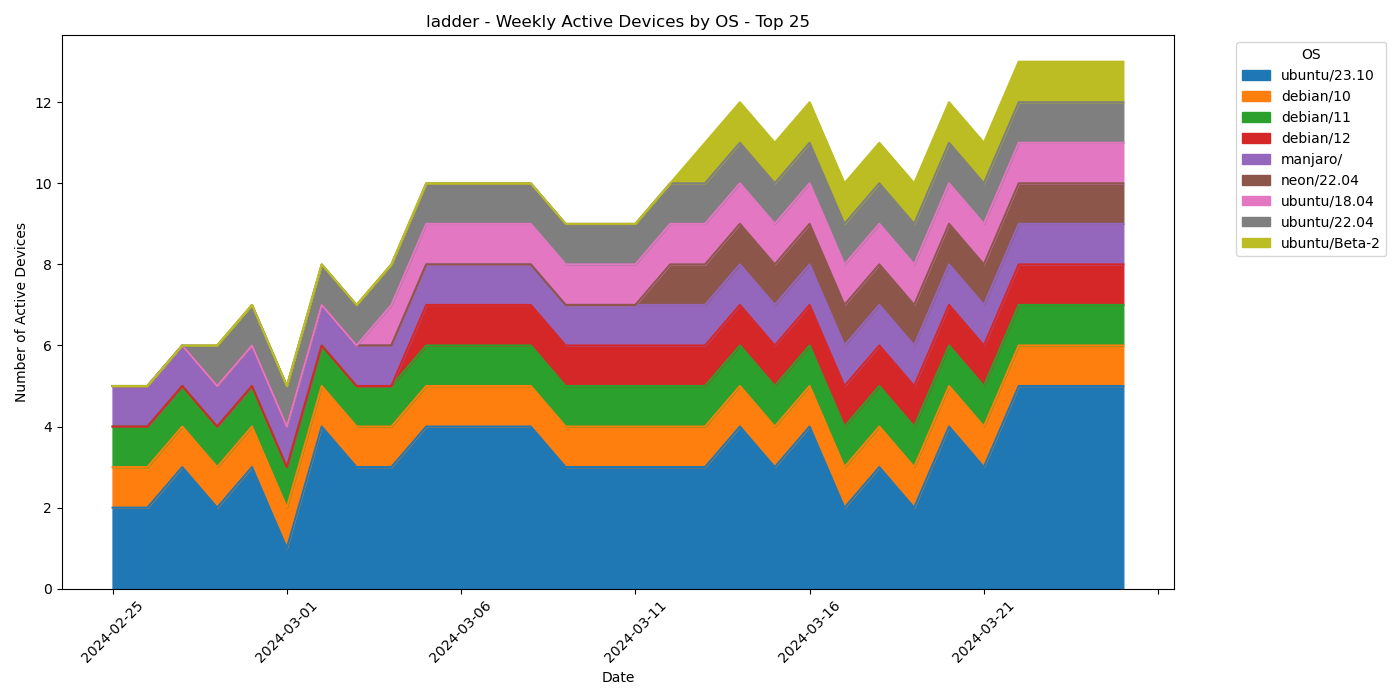 ladder - Weekly Active Devices by OS - Top 25
Number of Active Devices
12
10
8
6
4
2
0
2024-02-25
2024-03-01
2024-03-06
2024-03-11
2024-03-16
2024-03-21
Date
OS
ubuntu/23.10
debian/10
debian/11
debian/12
manjaro/
neon/22.04
ubuntu/18.04
ubuntu/22.04
ubuntu/Beta-2